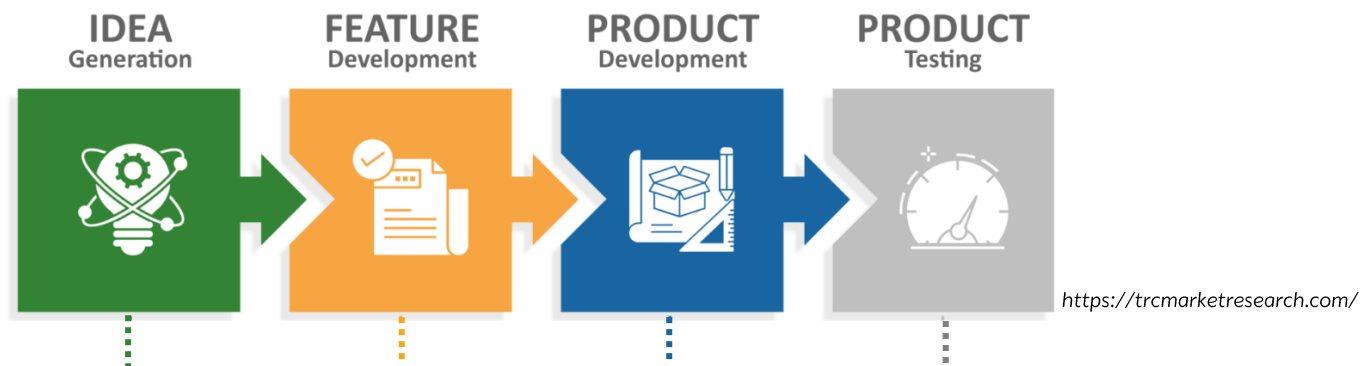 IDEA
Generation
FEATURE
Development
PRODUCT
Development
PRODUCT
Testing
https://trcmarketresearch.com/